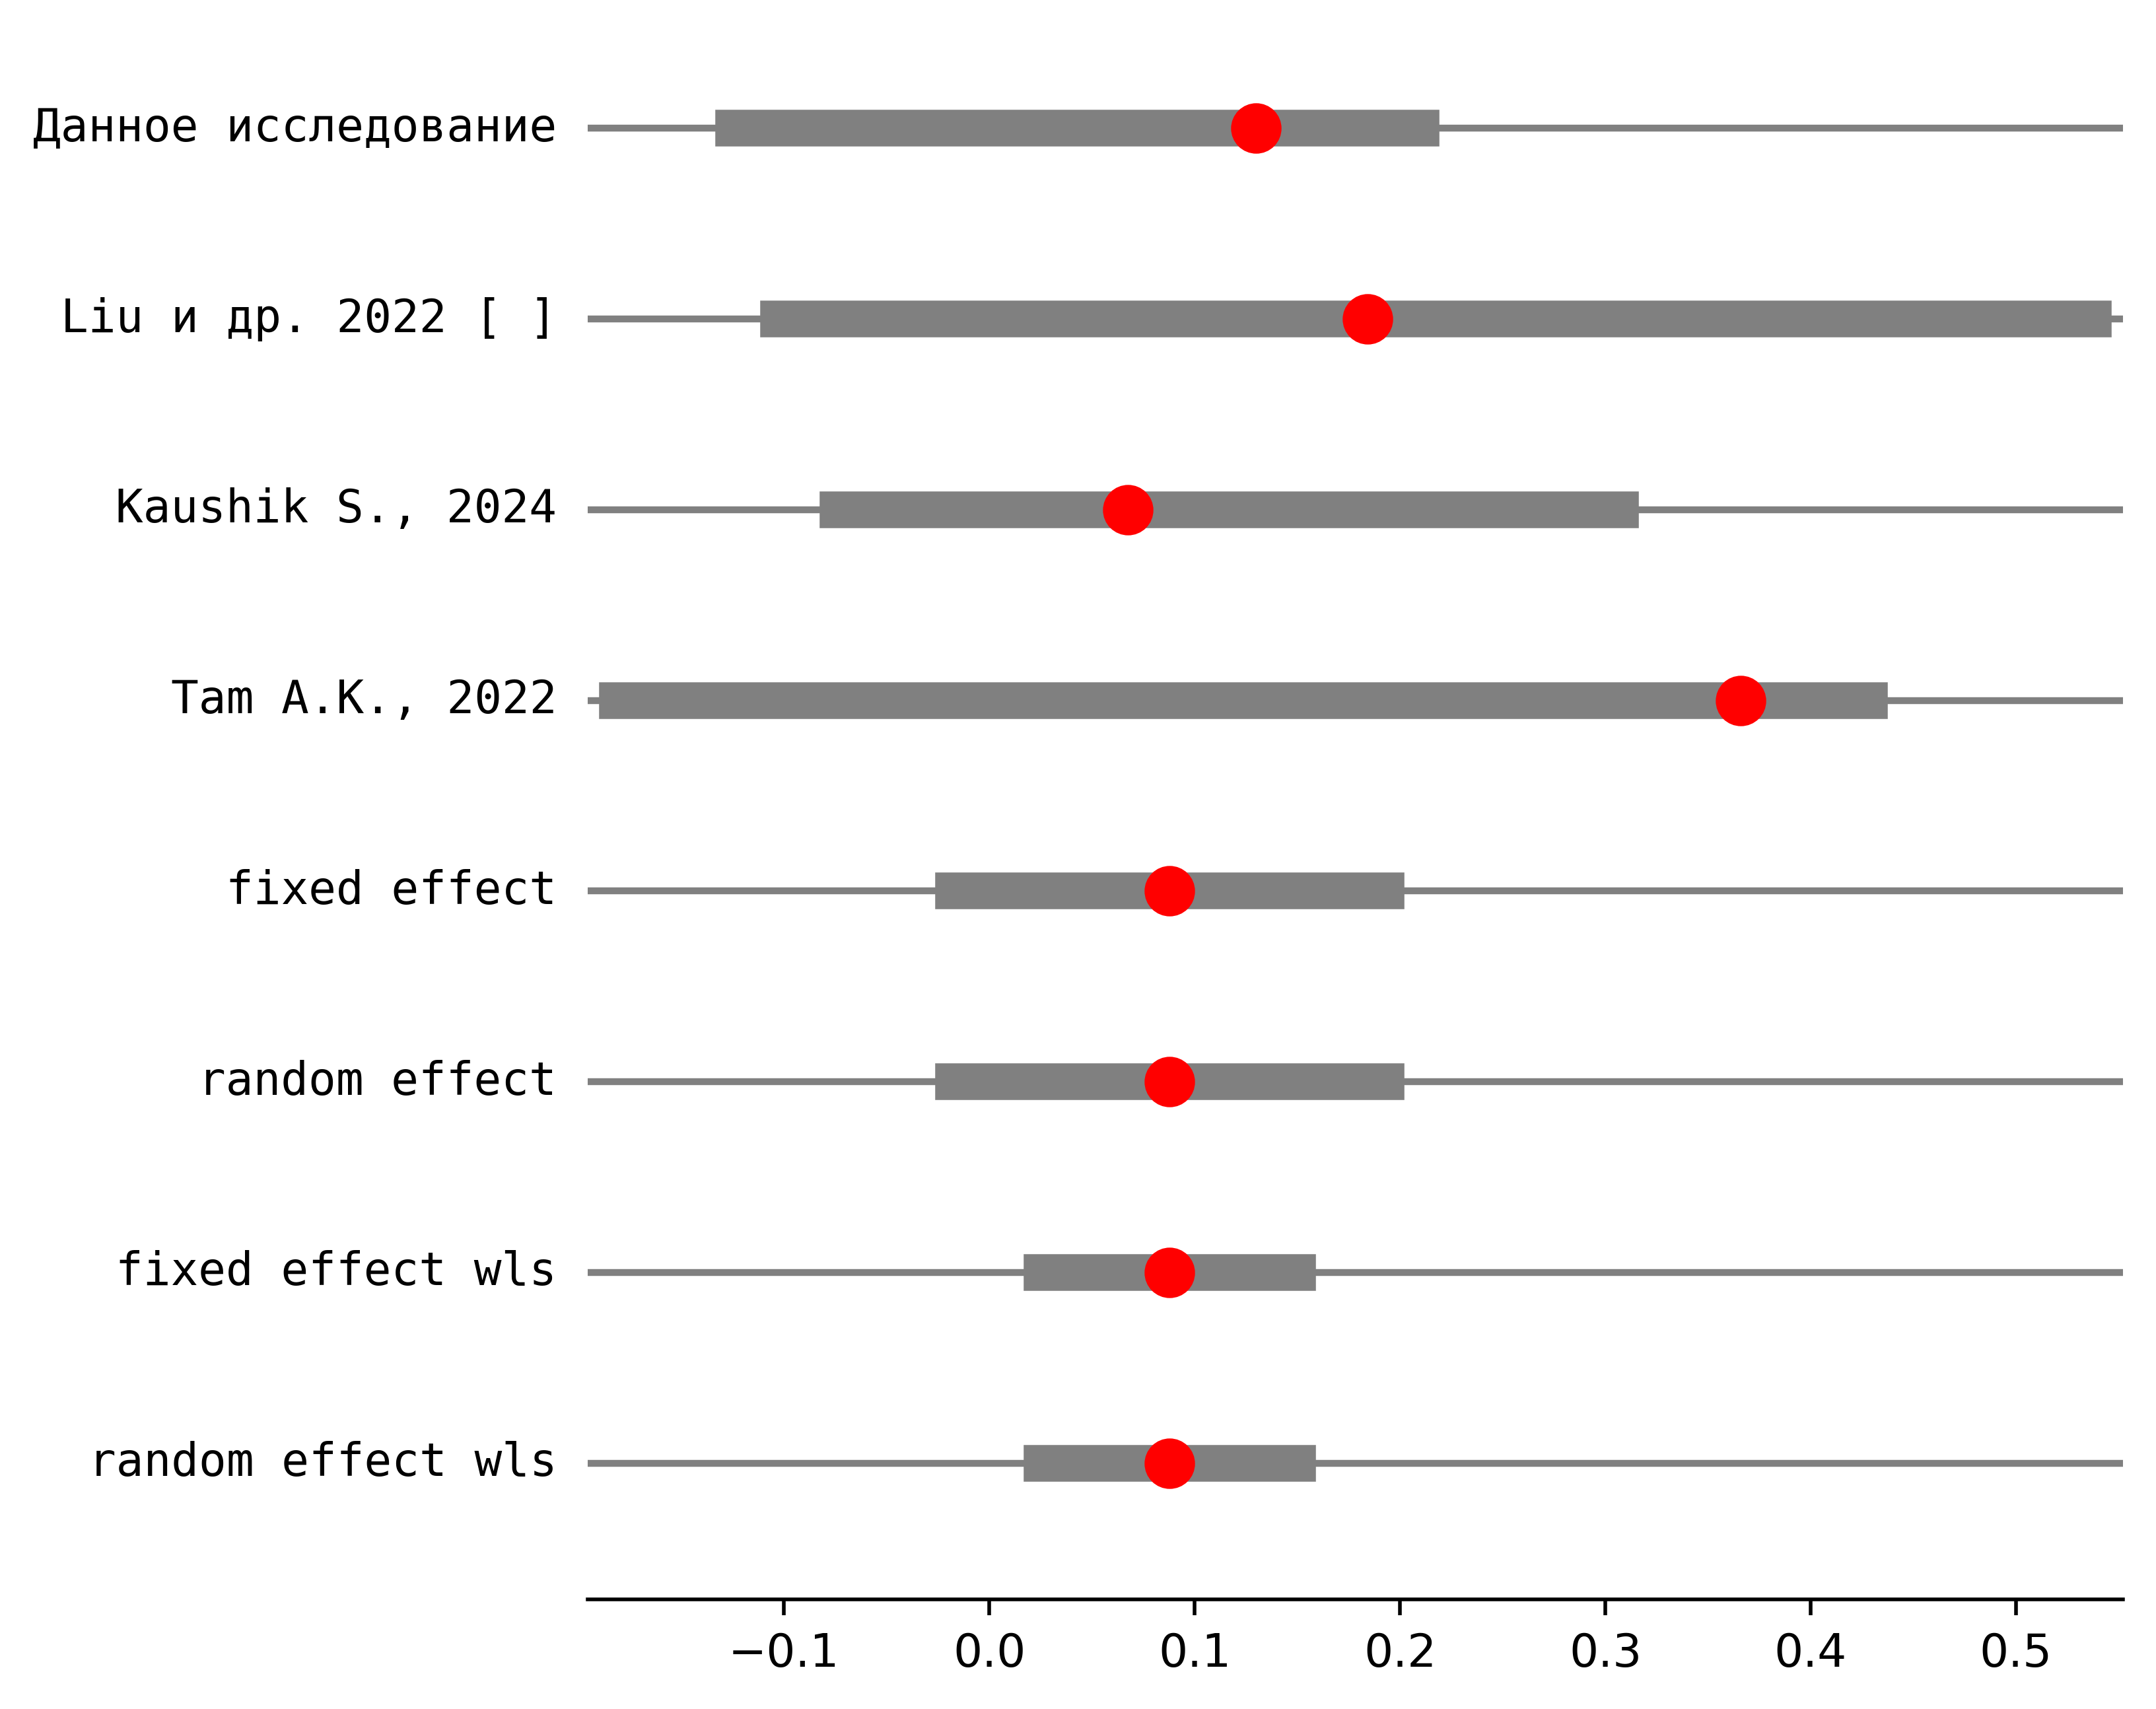 Данное исследование
Liu и др. 2022 [ ]
Kaushik S., 2024
Tam A.K., 2022
fixed effect
random effect
fixed effect wls
random effect wls
−0.1 0.0 0.1 0.2 0.3 0.4 0.5